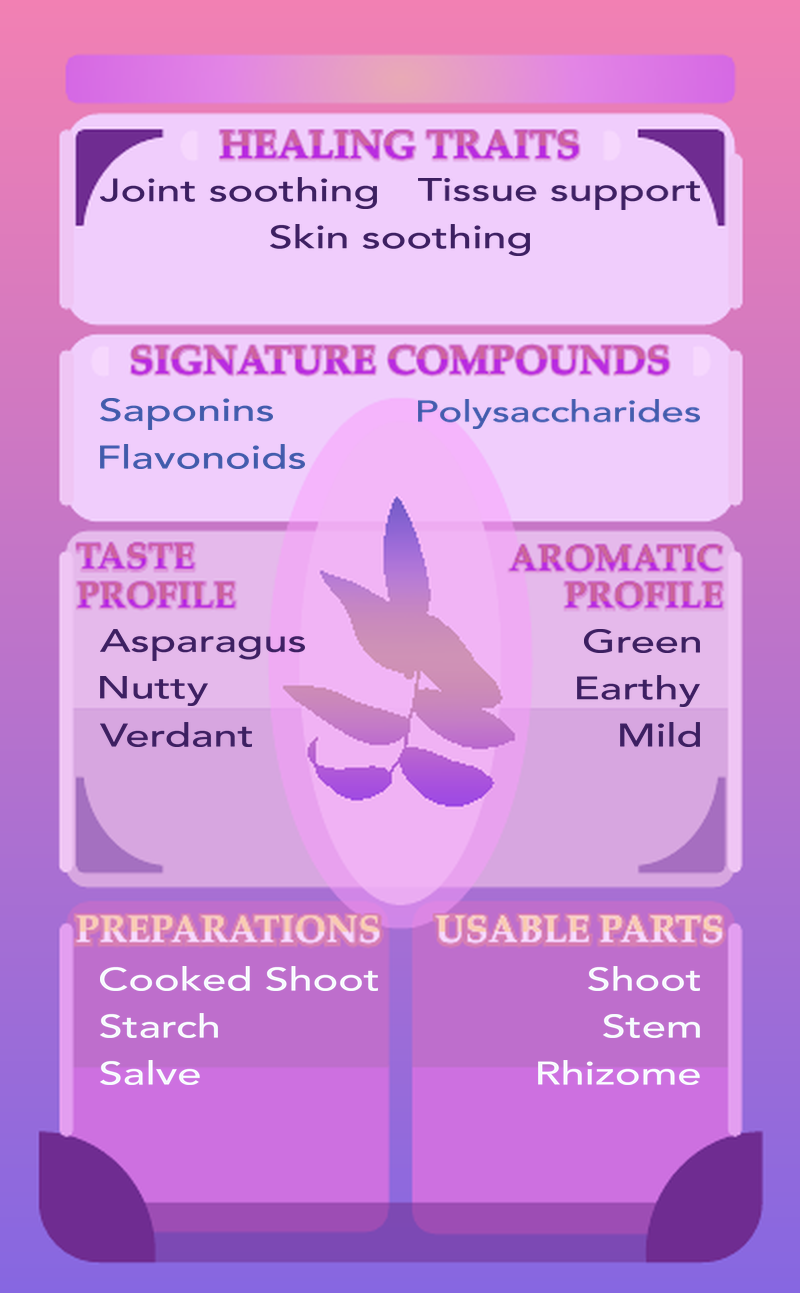 HEALING TRAITS
Joint soothing Tissue support
Skin soothing
SIGNATURE COMPOUNDS
Saponins Polysaccharides
Flavonoids
TASTE
PROFILE
Asparagus
Nutty
Verdant
AROMATIC
PROFILE
Green
Earthy
Mild
PREPARATIONS
Cooked Shoot
Starch
Salve
USABLE PARTS
Shoot
Stem
Rhizome